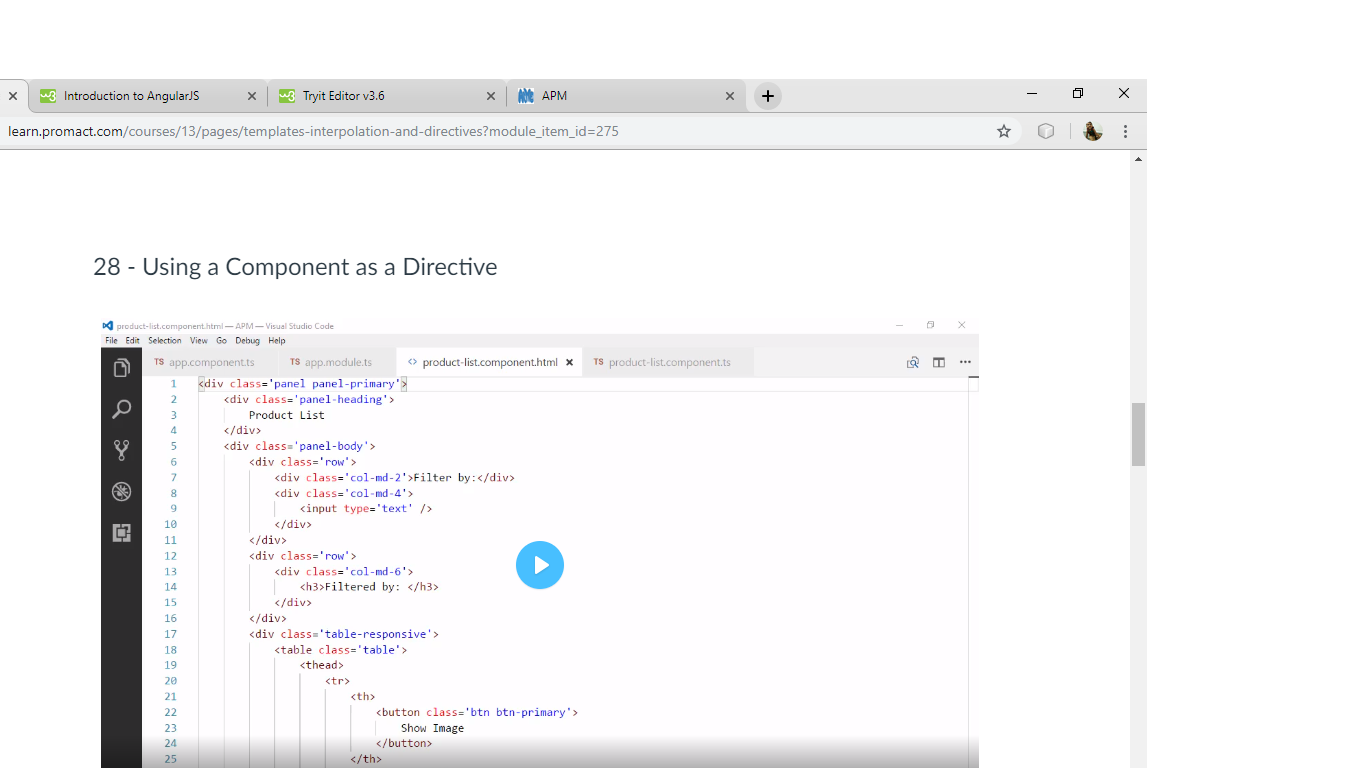 Introduction to AngularJS
Tryit Editor v3.6
APM
learn.promact.com/courses/13/pages/templates-interpolation-and-directives?module_item_id=275
28 - Using a Component as a Directive
product-list.component.html — APM — Visual Studio Code
File Edit Selection View Go Debug Help
TS app.component.ts TS app.module.ts <> product-list.component.html × TS product-list.component.ts
1 <div class='panel panel-primary'>
2 <div class='panel-heading'>
3 Product List
4 </div>
5 <div class='panel-body'>
6 <div class='row'>
7 <div class='col-md-2'>Filter by:</div>
8 <div class='col-md-4'>
9 <input type='text' />
10 </div>
11 </div>
12 <div class='row'>
13 <div class='col-md-6'>
14 <h3>Filtered by: </h3>
15 </div>
16 </div>
17 <div class='table-responsive'>
18 <table class='table'>
19 <thead>
20 <tr>
21 <th>
22 <button class='btn btn-primary'>
23 Show Image
24 </button>
25 </th>